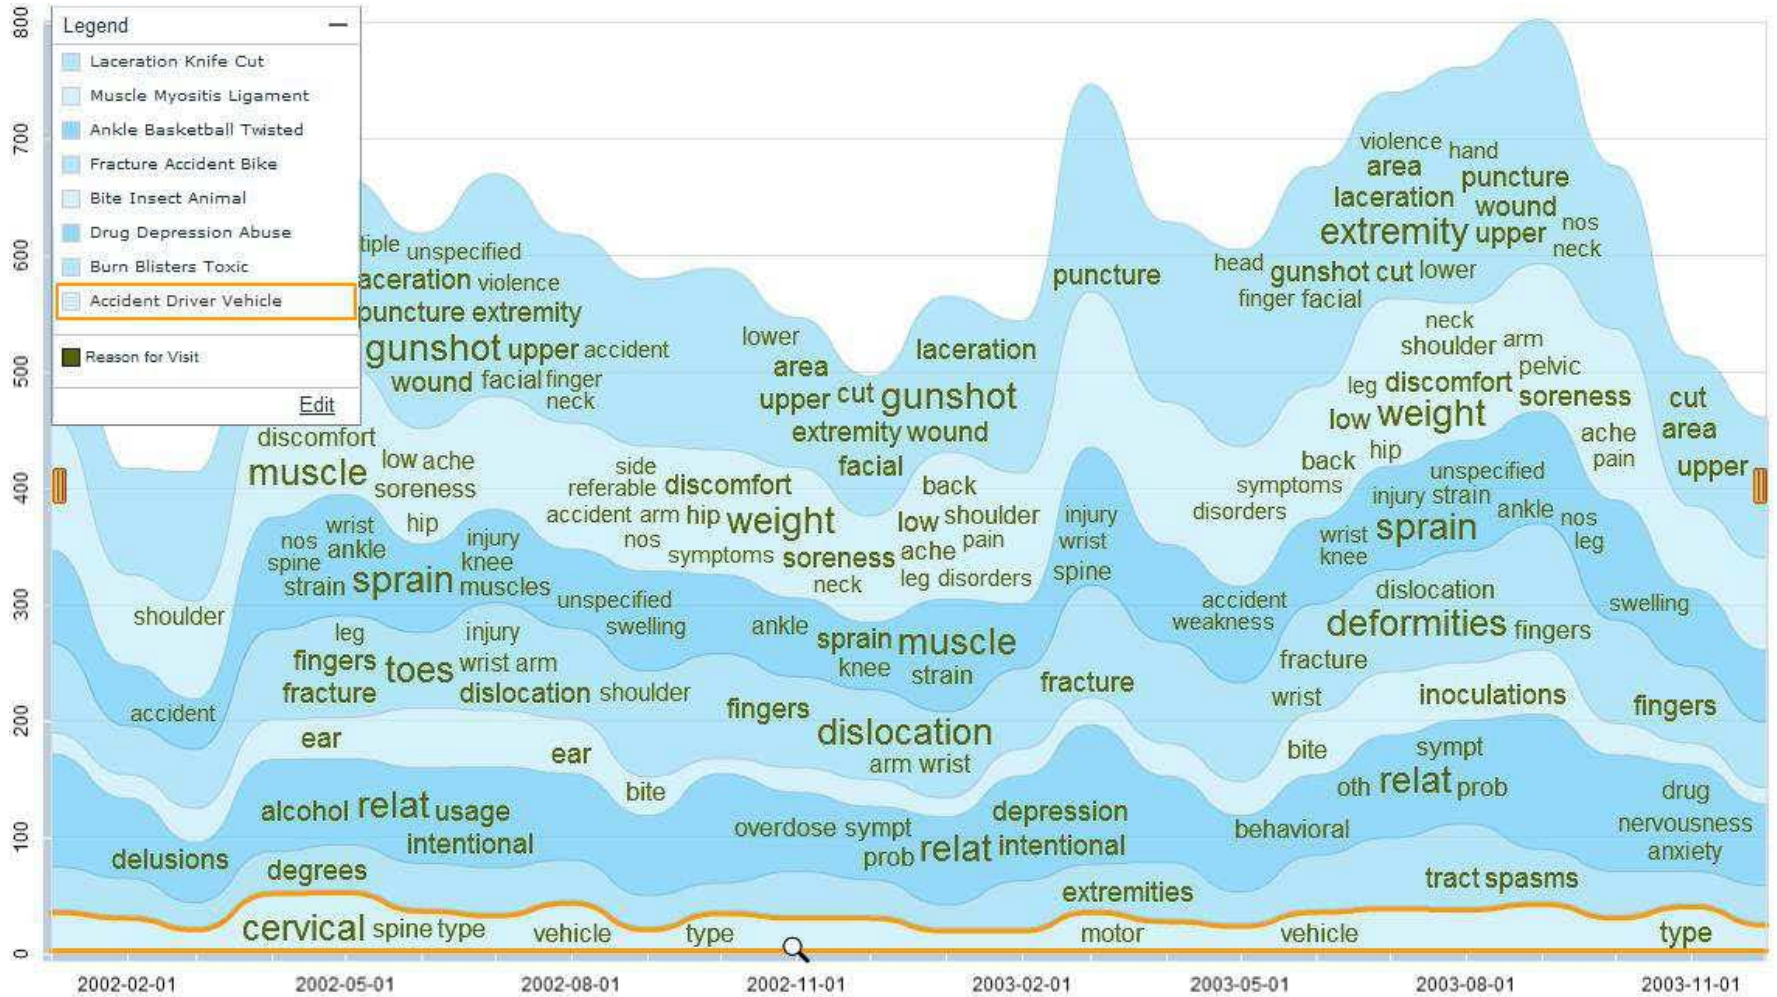 800
700
600
500
400
300
200
100
0
Legend
Laceration Knife Cut
Muscle Myositis Ligament
Ankle Basketball Twisted
Fracture Accident Bike
Bite Insect Animal
Drug Depression Abuse
Burn Blisters Toxic
Accident Driver Vehicle
Reason for Visit
Edit
tiple unspecified
aceration violence
puncture extremity
gunshot upper accident
wound facial finger
neck
discomfort
muscle low ache
soreness
wrist hip injury
nos ankle knee
spine
strain sprain muscles
shoulder
leg injury
fingers toes wrist arm
fracture dislocation shoulder
accident
ear
ear
bite
alcohol relat usage
intentional
delusions
degrees
cervical spine type
vehicle
type
lower
area
upper cut gunshot
extremity wound
facial
laceration
side
referable discomfort
accident arm hip weight
nos symptoms soreness
neck
back
low shoulder
ache pain
leg disorders
unspecified
swelling
ankle sprain muscle
knee strain
fingers
dislocation
arm wrist
overdose sympt
prob relat intentional
depression
extremities
motor
puncture
injury
wrist
spine
fracture
violence hand
area puncture
laceration wound
extremity upper nos
neck
head gunshot cut lower
finger facial
neck
shoulder arm
pelvic
leg discomfort soreness
low weight
back hip
symptoms
disorders
ache
pain
unspecified
injury strain
ankle nos
wrist sprain leg
knee
accident
weakness
dislocation
deformities fingers
fracture
wrist
inoculations
bite
sympt
oth relat prob
behavioral
tract spasms
vehicle
cut
area
upper
swelling
fingers
drug
nervousness
anxiety
type
2002-02-01
2002-05-01
2002-08-01
2002-11-01
2003-02-01
2003-05-01
2003-08-01
2003-11-01